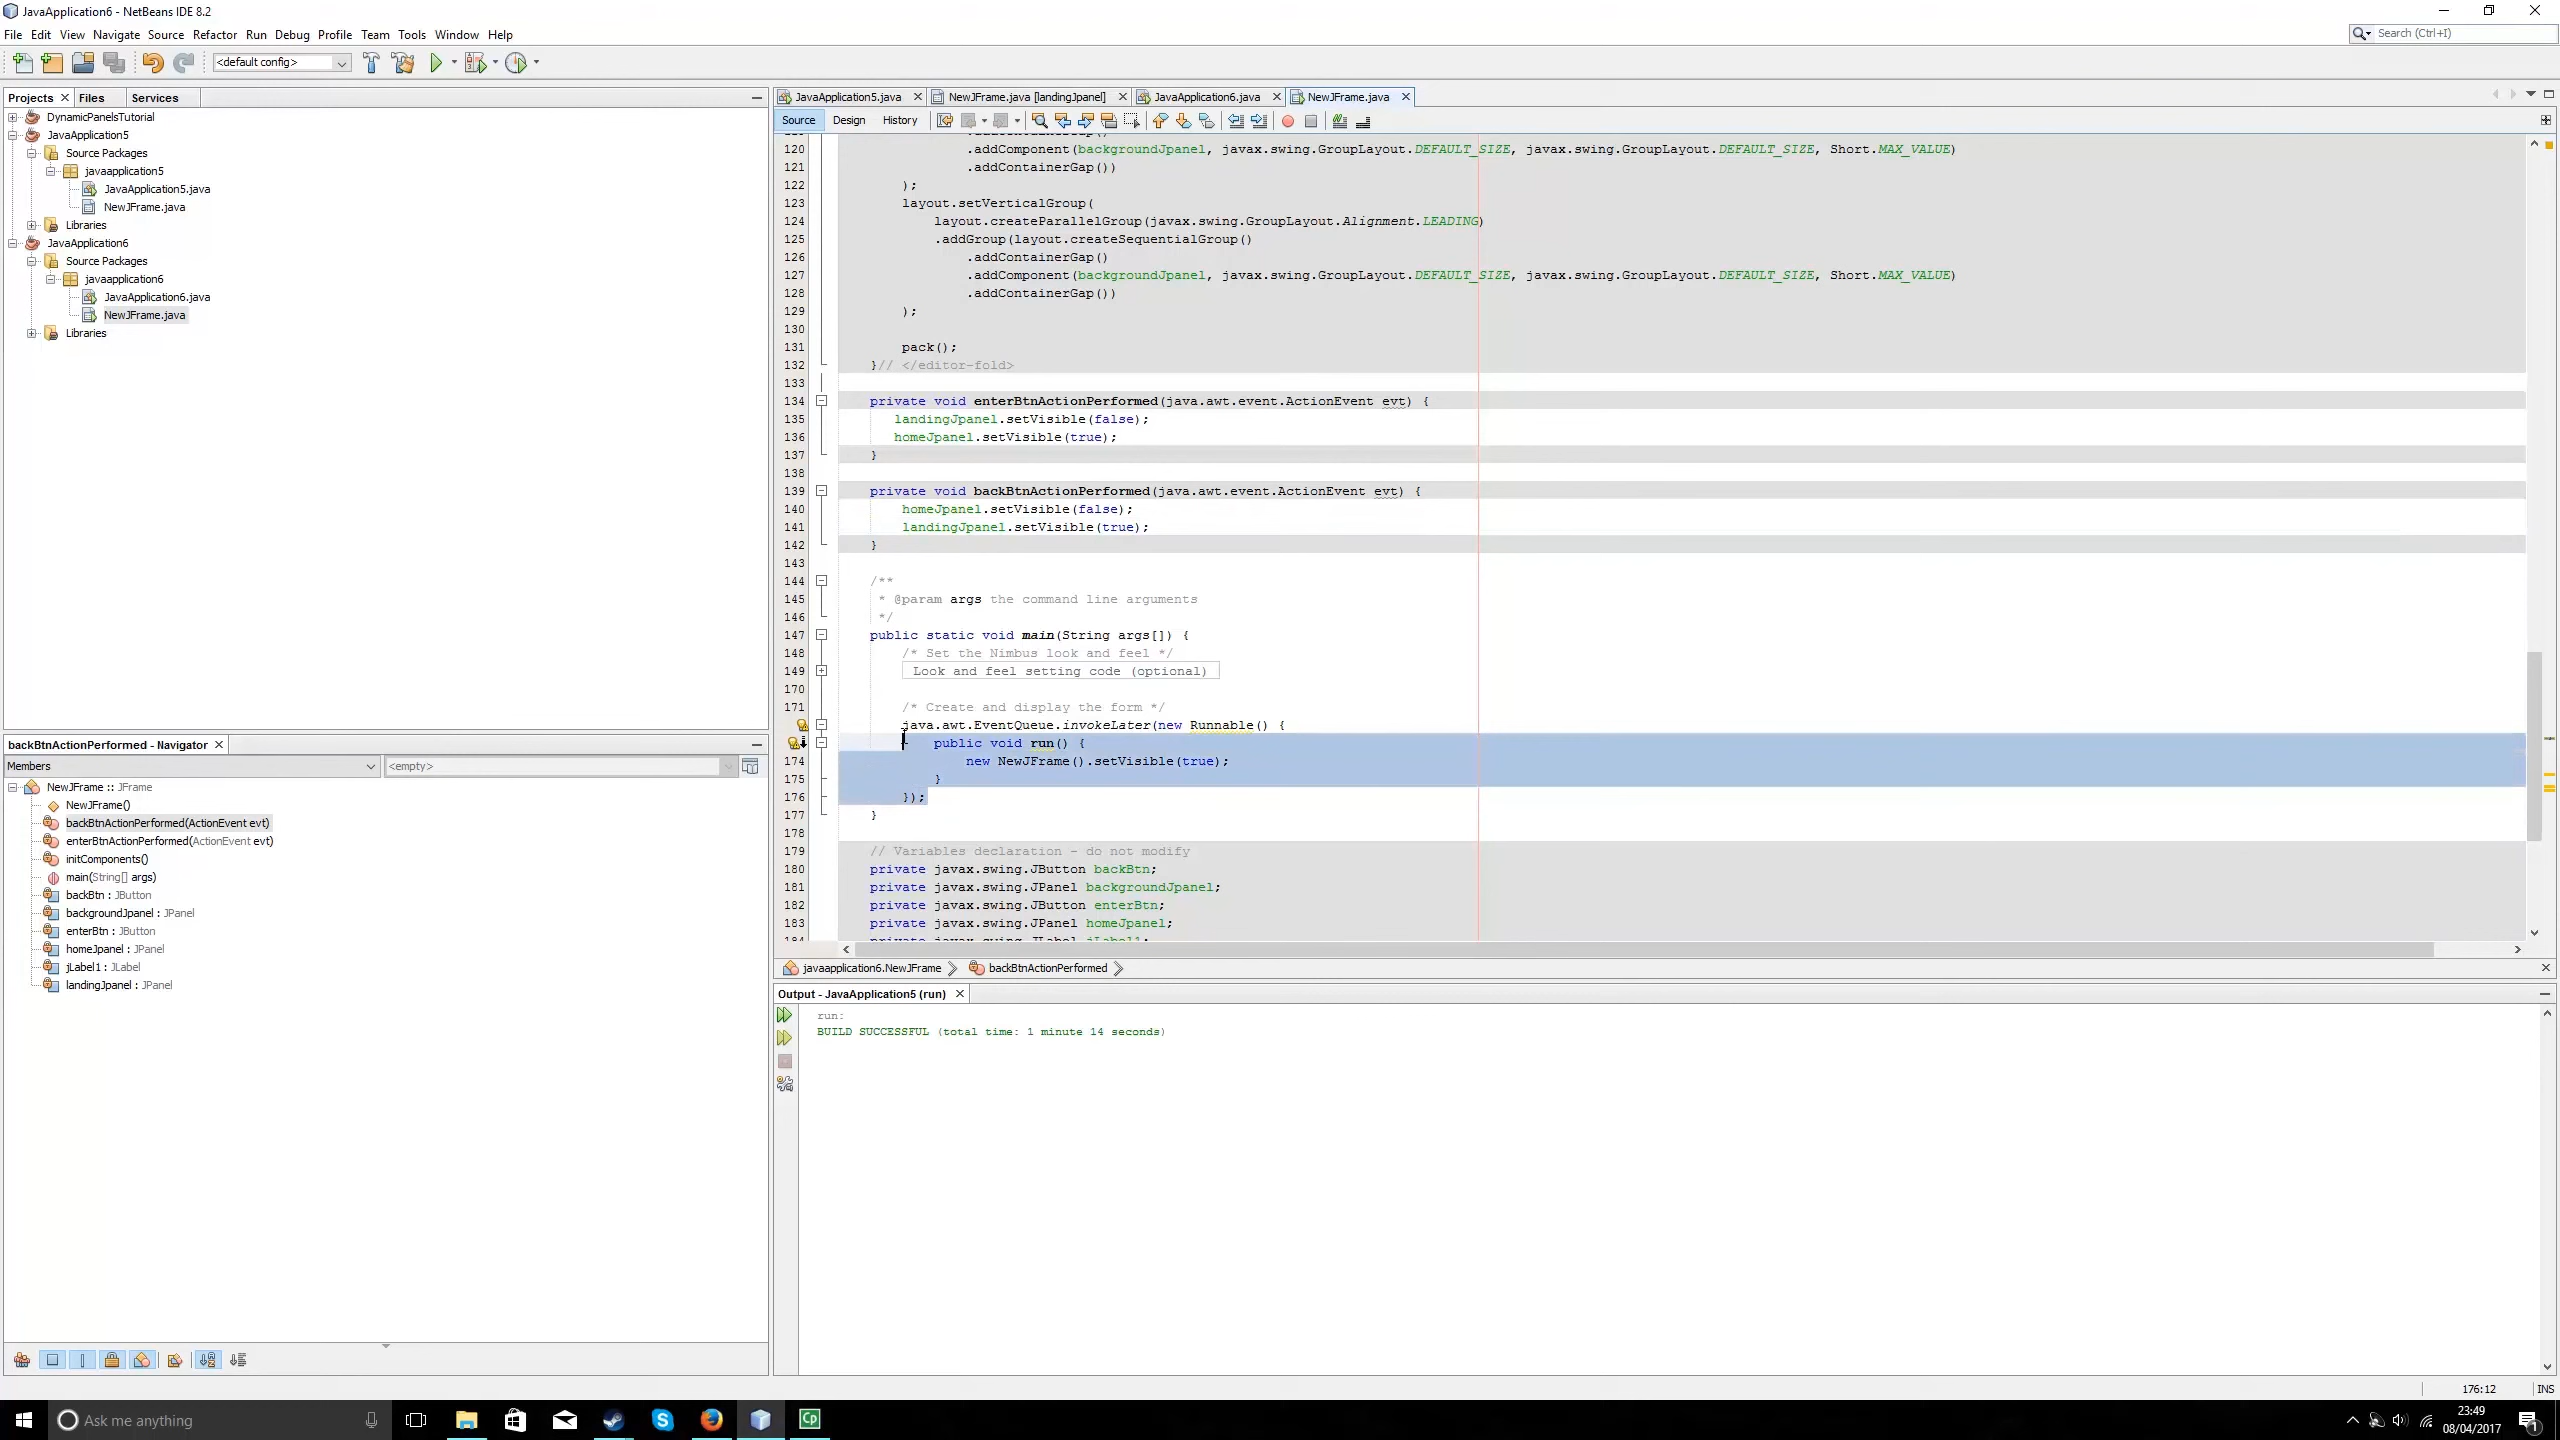 JavaApplication6 - NetBeans IDE 8.2
File Edit View Navigate Source Refactor Run Debug Profile Team Tools Window Help
Search (Ctrl+I)
<default config>
Projects Files Services
DynamicPanelsTutorial
JavaApplication5
Source Packages
javaapplication5
JavaApplication5.java
NewJFrame.java
Libraries
JavaApplication6
Source Packages
javaapplication6
JavaApplication6.java
NewJFrame.java
Libraries
backBtnActionPerformed - Navigator
Members <empty>
NewJFrame :: JFrame
NewJFrame()
backBtnActionPerformed(ActionEvent evt)
enterBtnActionPerformed(ActionEvent evt)
initComponents()
main(String[] args)
backBtn : JButton
backgroundJpanel : JPanel
enterBtn : JButton
homeJpanel : JPanel
jLabel1 : JLabel
landingJpanel : JPanel
JavaApplication5.java NewJFrame.java [landingJpanel] JavaApplication6.java NewJFrame.java
Source Design History
120 .addComponent(backgroundJpanel, javax.swing.GroupLayout.DEFAULT_SIZE, javax.swing.GroupLayout.DEFAULT_SIZE, Short.MAX_VALUE)
121 .addContainerGap())
122 );
123 layout.setVerticalGroup(
124 layout.createParallelGroup(javax.swing.GroupLayout.Alignment.LEADING)
125 .addGroup(layout.createSequentialGroup()
126 .addContainerGap()
127 .addComponent(backgroundJpanel, javax.swing.GroupLayout.DEFAULT_SIZE, javax.swing.GroupLayout.DEFAULT_SIZE, Short.MAX_VALUE)
128 .addContainerGap())
129 );
130
131 pack();
132 }// </editor-fold>
133
134 private void enterBtnActionPerformed(java.awt.event.ActionEvent evt) {
135 landingJpanel.setVisible(false);
136 homeJpanel.setVisible(true);
137 }
138
139 private void backBtnActionPerformed(java.awt.event.ActionEvent evt) {
140 homeJpanel.setVisible(false);
141 landingJpanel.setVisible(true);
142 }
143
144 /**
145 * @param args the command line arguments
146 */
147 public static void main(String args[]) {
148 /* Set the Nimbus look and feel */
149 Look and feel setting code (optional)
170
171 /* Create and display the form */
java.awt.EventQueue.invokeLater(new Runnable() {
public void run() {
174 new NewJFrame().setVisible(true);
175 }
176 });
177 }
178
179 // Variables declaration - do not modify
180 private javax.swing.JButton backBtn;
181 private javax.swing.JPanel backgroundJpanel;
182 private javax.swing.JButton enterBtn;
183 private javax.swing.JPanel homeJpanel;
184 private javax.swing.JLabel jLabel1;
javaapplication6.NewJFrame backBtnActionPerformed
Output - JavaApplication5 (run)
run:
BUILD SUCCESSFUL (total time: 1 minute 14 seconds)
176:12 INS
Ask me anything
Cp
23:49
08/04/2017
1